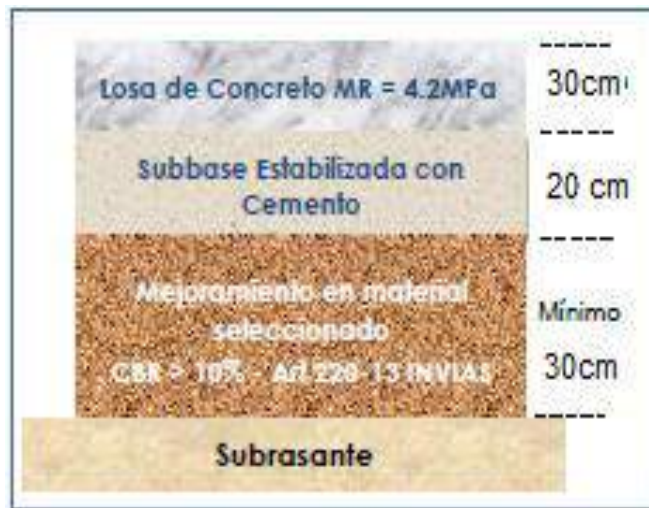 Losa de Concreto MR = 4.2MPa
30cm
Subbase Estabilizada con
Cemento
20 cm
Mejoramiento en material
seleccionado
CBR > 10% - Art 220-13 INVIAS
Mínimo
30cm
Subrasante